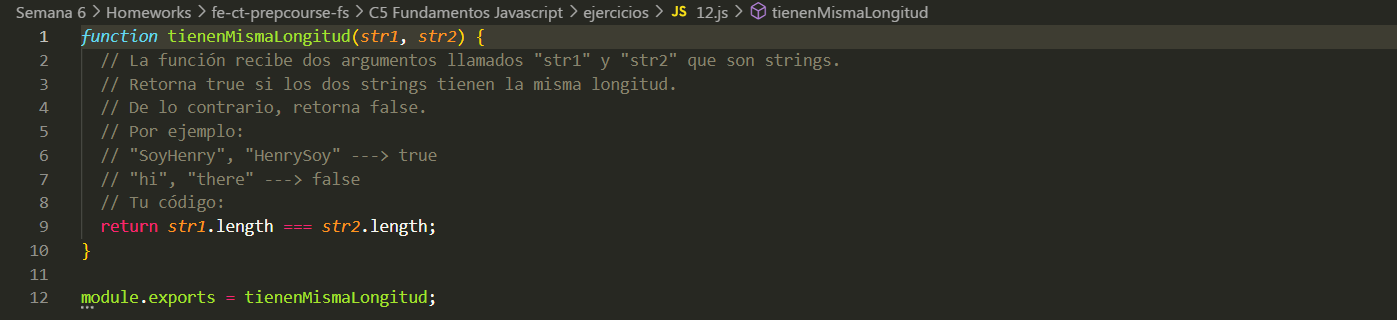 Semana 6 > Homeworks > fe-ct-prepcourse-fs > C5 Fundamentos Javascript > ejercicios > JS 12.js > tienenMismaLongitud
1 function tienenMismaLongitud(str1, str2) {
2 // La función recibe dos argumentos llamados "str1" y "str2" que son strings.
3 // Retorna true si los dos strings tienen la misma longitud.
4 // De lo contrario, retorna false.
5 // Por ejemplo:
6 // "SoyHenry", "HenrySoy" ---> true
7 // "hi", "there" ---> false
8 // Tu código:
9 return str1.length === str2.length;
10 }
11
12 module.exports = tienenMismaLongitud;